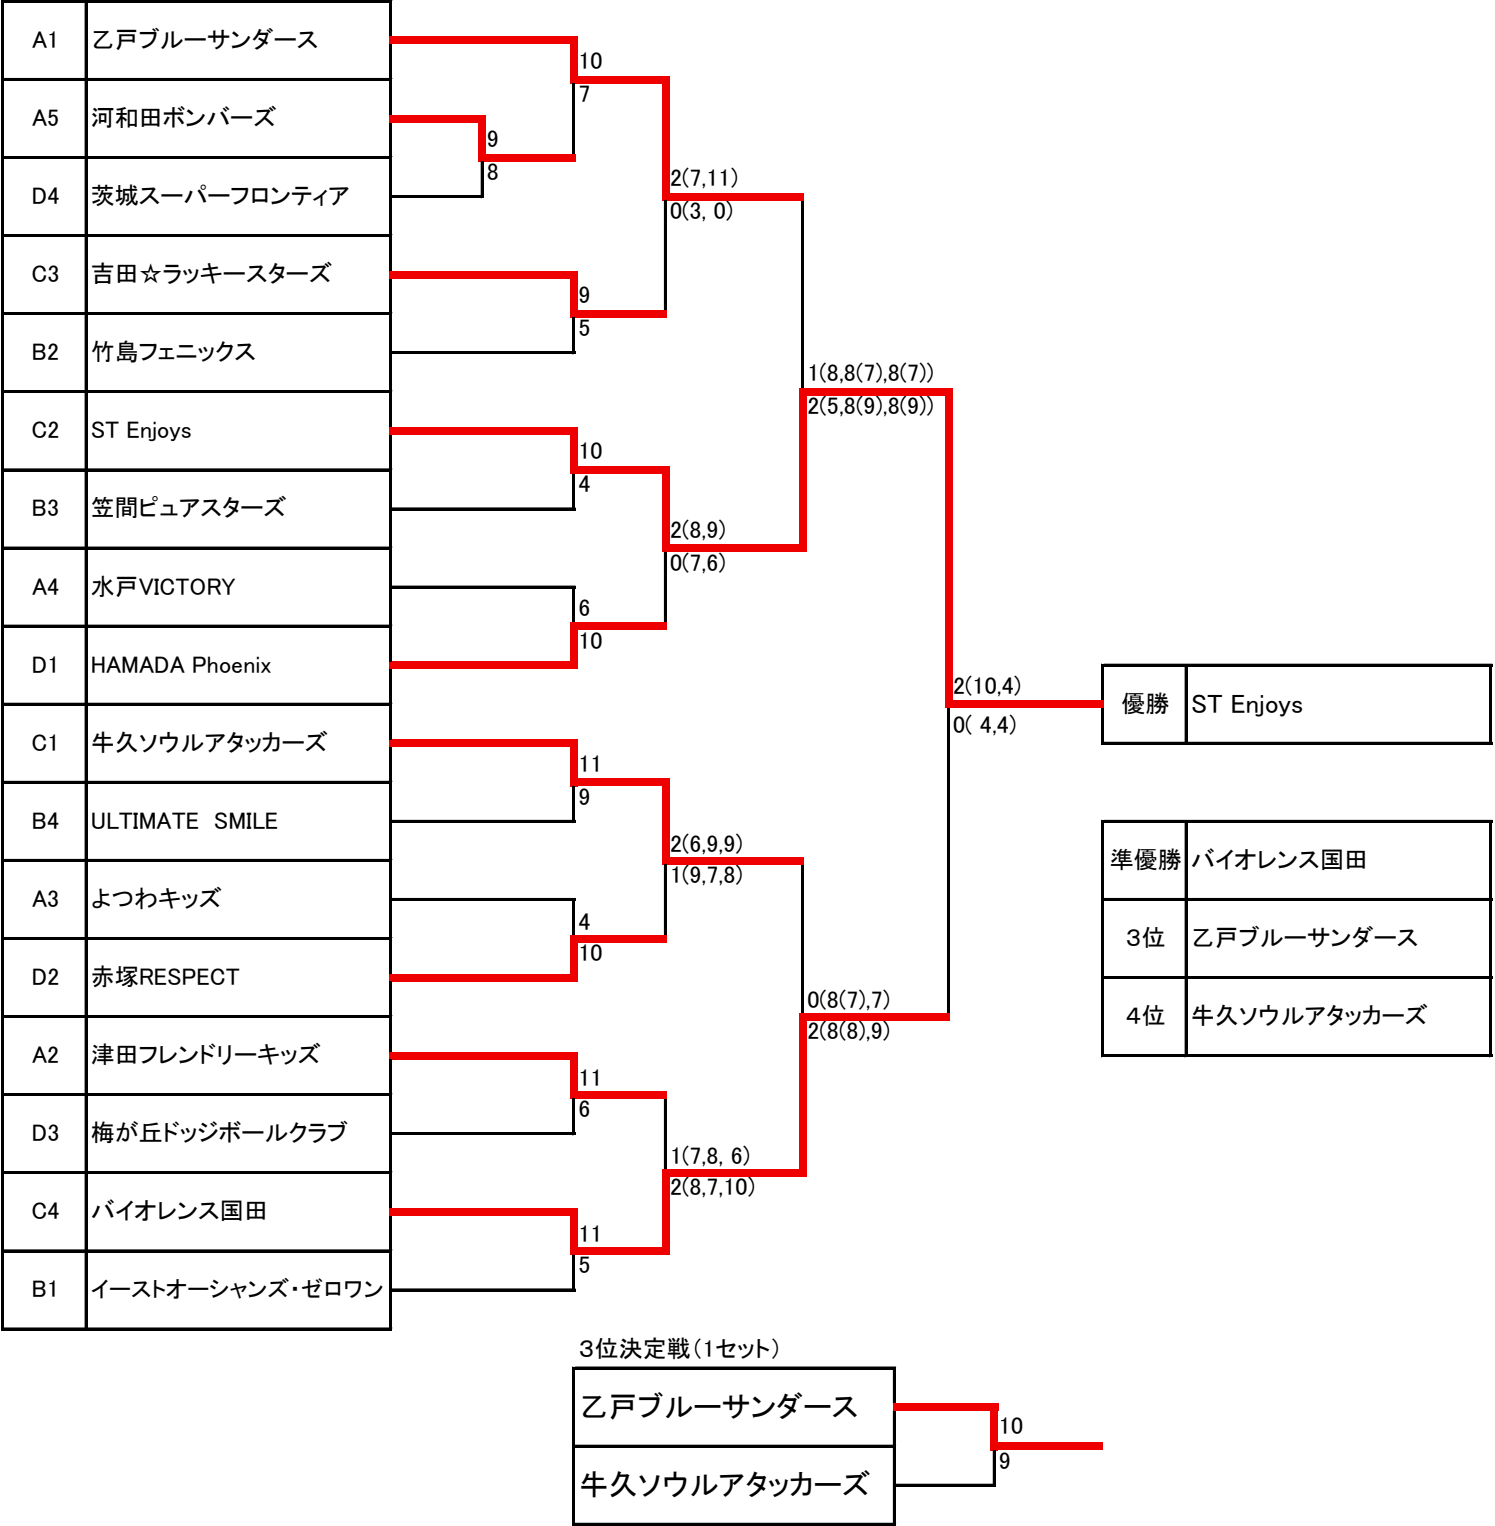 A1 乙戸ブルーサンダース
10
7
A5 河和田ボンバーズ
9
8
D4 茨城スーパーフロンティア
2(7,11)
0(3, 0)
C3 吉田☆ラッキースターズ
9
5
B2 竹島フェニックス
1(8,8(7),8(7))
2(5,8(9),8(9))
C2 ST Enjoys
10
4
B3 笠間ピュアスターズ
2(8,9)
0(7,6)
A4 水戸VICTORY
6
10
D1 HAMADA Phoenix
2(10,4)
0( 4,4)
優勝 ST Enjoys
C1 牛久ソウルアタッカーズ
11
9
B4 ULTIMATE　SMILE
2(6,9,9)
1(9,7,8)
準優勝 バイオレンス国田
A3 よつわキッズ
4
10
3位 乙戸ブルーサンダース
D2 赤塚RESPECT
0(8(7),7)
2(8(8),9)
4位 牛久ソウルアタッカーズ
A2 津田フレンドリーキッズ
11
6
D3 梅が丘ドッジボールクラブ
1(7,8, 6)
2(8,7,10)
C4 バイオレンス国田
11
5
B1 イーストオーシャンズ・ゼロワン
3位決定戦(1セット)
乙戸ブルーサンダース
10
9
牛久ソウルアタッカーズ